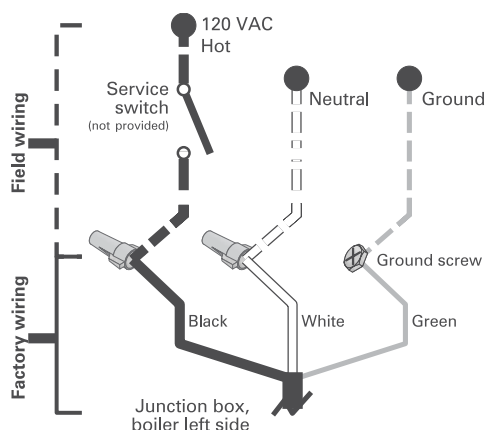 120 VAC
Hot
Service
switch
(not provided)
Neutral
Ground
Field wiring
Ground screw
Black
White
Green
Factory wiring
Junction box,
boiler left side